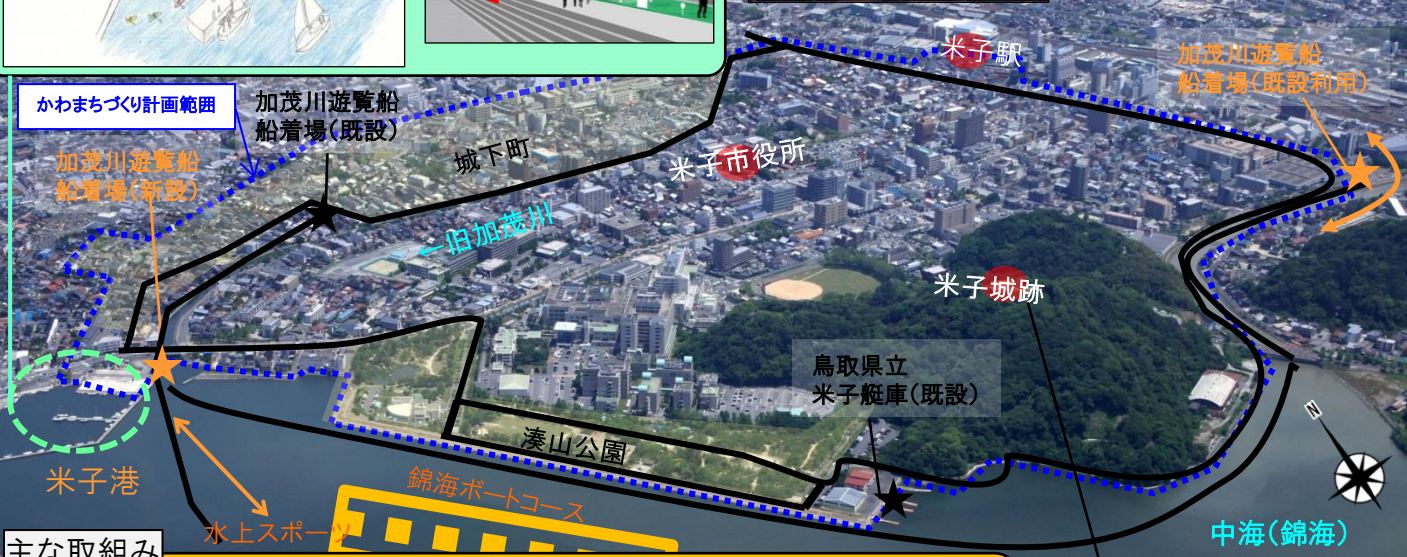 米子駅
加茂川遊覧船
船着場(既設利用)
かわまちづくり計画範囲
加茂川遊覧船
船着場(既設)
加茂川遊覧船
船着場(新設)
城下町
米子市役所
←旧加茂川
米子城跡
鳥取県立
米子艇庫(既設)
湊山公園
N
米子港
錦海ボートコース
水上スポーツ
中海(錦海)
主な取組み